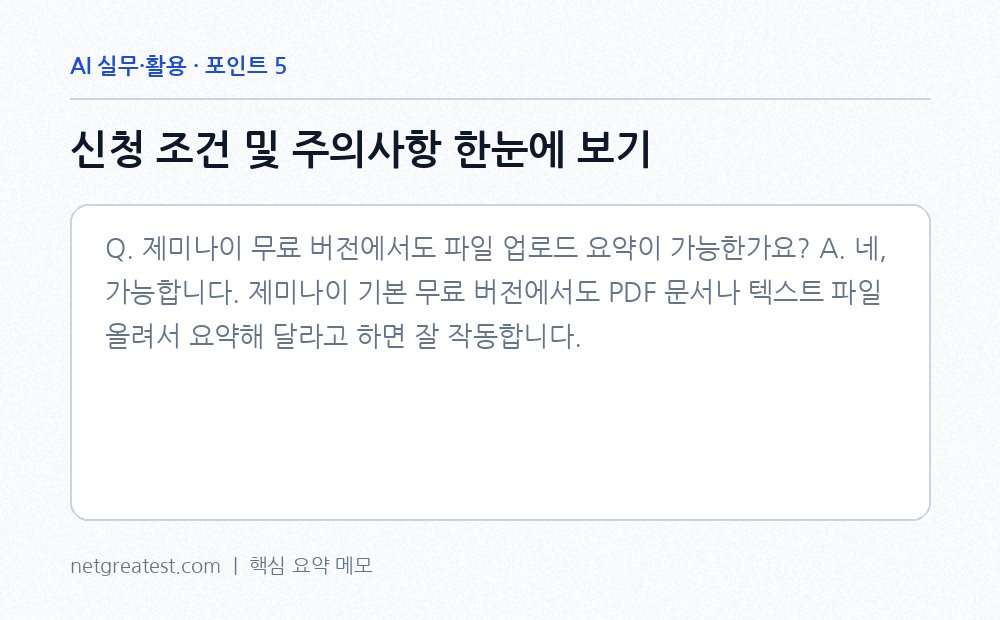 AI 실무·활용 · 포인트 5
신청 조건 및 주의사항 한눈에 보기
Q. 제미나이 무료 버전에서도 파일 업로드 요약이 가능한가요? A. 네,
가능합니다. 제미나이 기본 무료 버전에서도 PDF 문서나 텍스트 파일
올려서 요약해 달라고 하면 잘 작동합니다.
netgreatest.com | 핵심 요약 메모